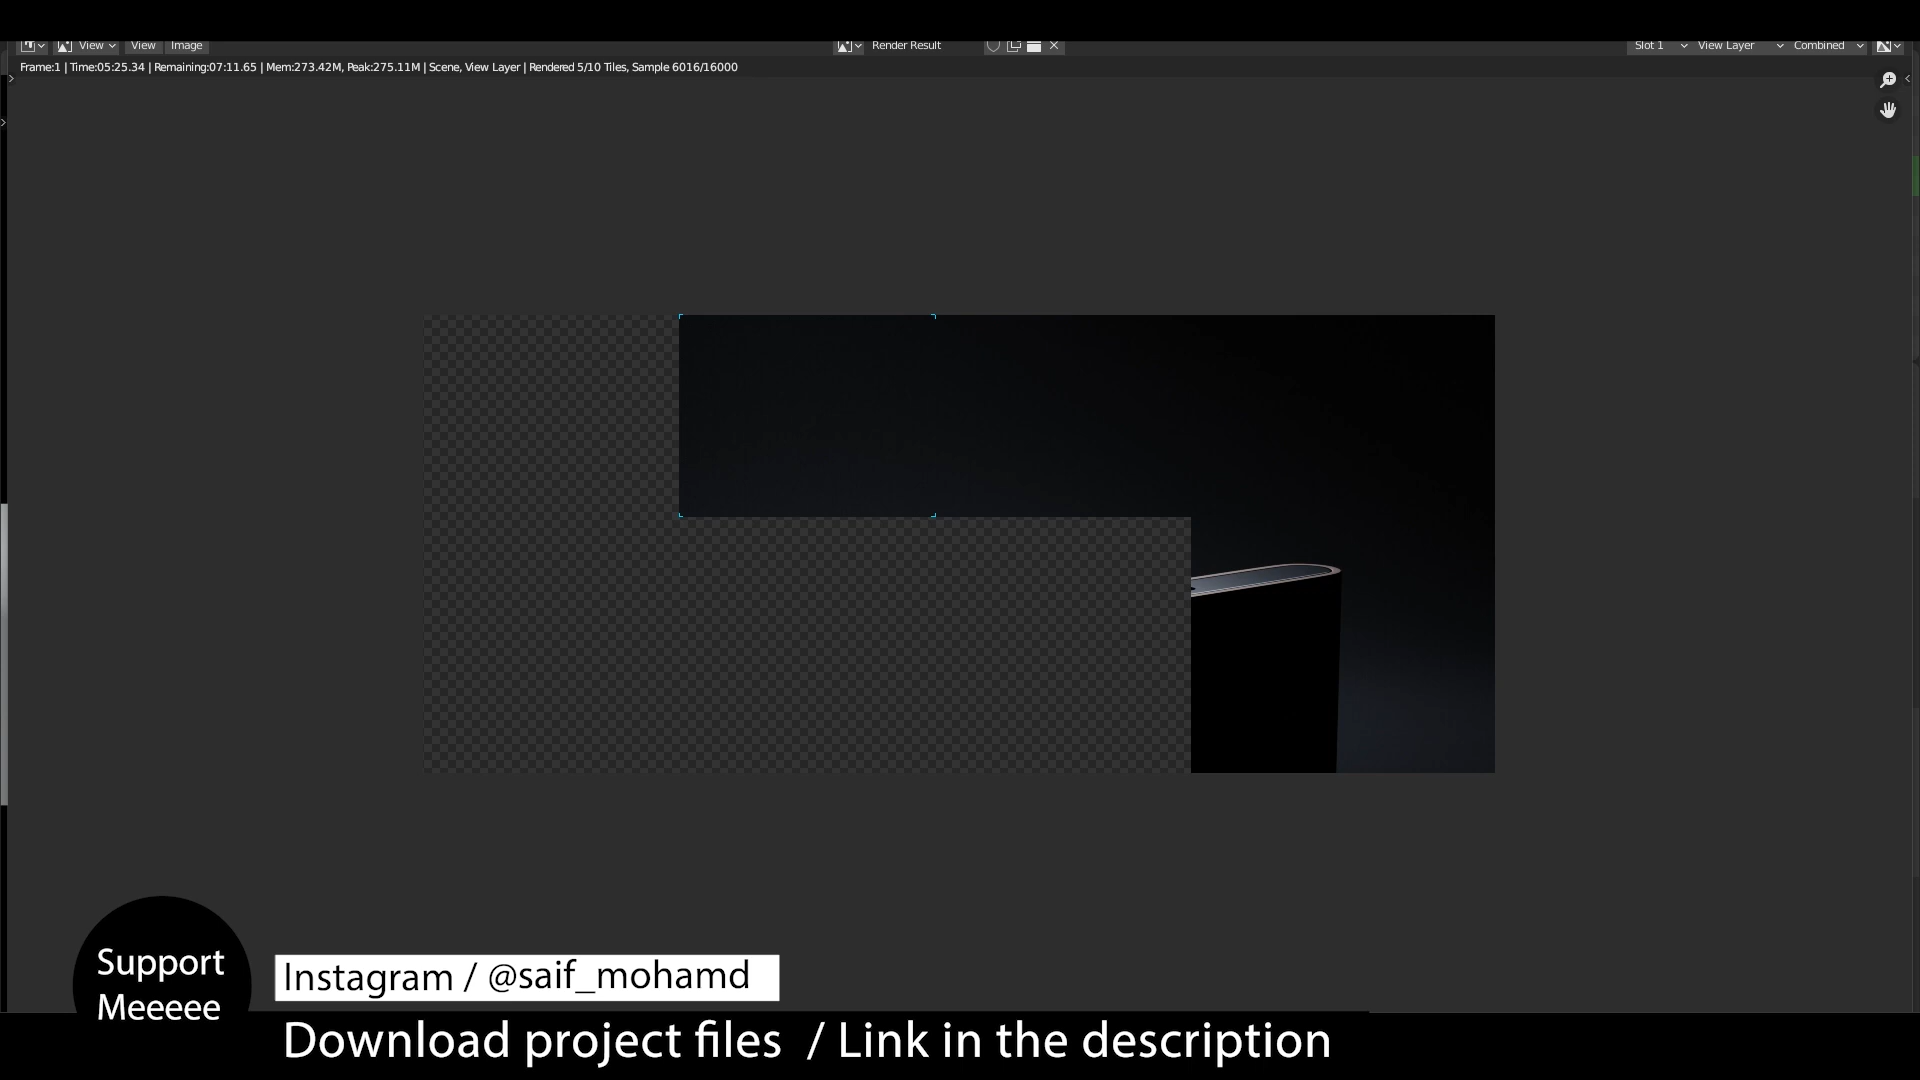 View View Image Render Result Slot 1 View Layer Combined
Frame:1 | Time:05:25.34 | Remaining:07:11.65 | Mem:273.42M, Peak:275.11M | Scene, View Layer | Rendered 5/10 Tiles, Sample 6016/16000
Support
Meeeee
Instagram / @saif_mohamd
Download project files / Link in the description